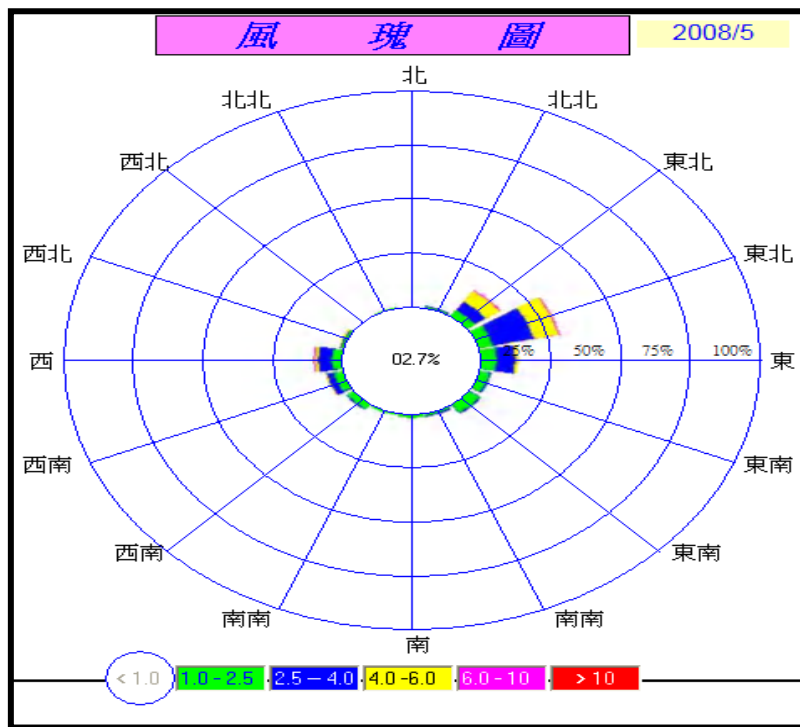 風瑰圖 2008/5
北
北北 北北
西北 東北
西北 東北
西 02.7% 25% 50% 75% 100% 東
西南 東南
西南 東南
南南 南南
南
< 1.0 1.0 - 2.5 2.5 — 4.0 4.0 -6.0 6.0 - 10 > 10